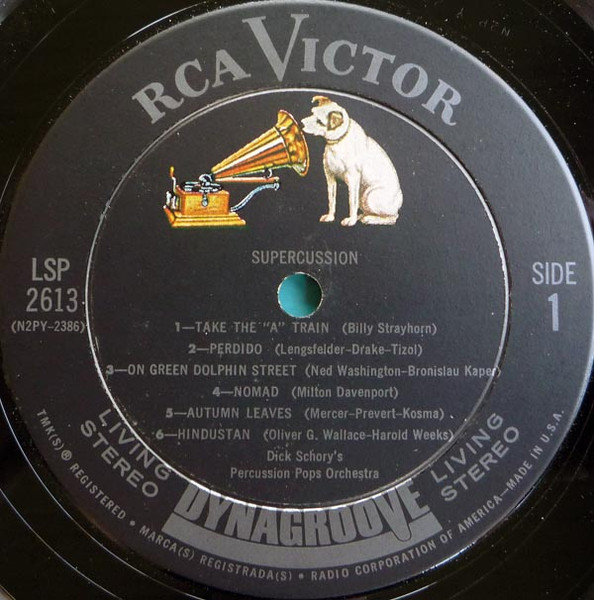 RCA VICTOR
SUPERCUSSION
LSP
2613
(N2PY-2386)
SIDE
1
1—TAKE THE "A" TRAIN (Billy Strayhorn)
2—PERDIDO (Lengsfelder-Drake-Tizol)
3—ON GREEN DOLPHIN STREET (Ned Washington-Bronislau Kaper)
4—NOMAD (Milton Davenport)
5—AUTUMN LEAVES (Mercer-Prevert-Kosma)
6—HINDUSTAN (Oliver G. Wallace-Harold Weeks)
Dick Schory's
Percussion Pops Orchestra
LIVING
STEREO
LIVING
STEREO
DYNAGROOVE
TMK(S) ® REGISTERED • MARCA(S) REGISTRADA(S) • RADIO CORPORATION OF AMERICA—MADE IN U.S.A.